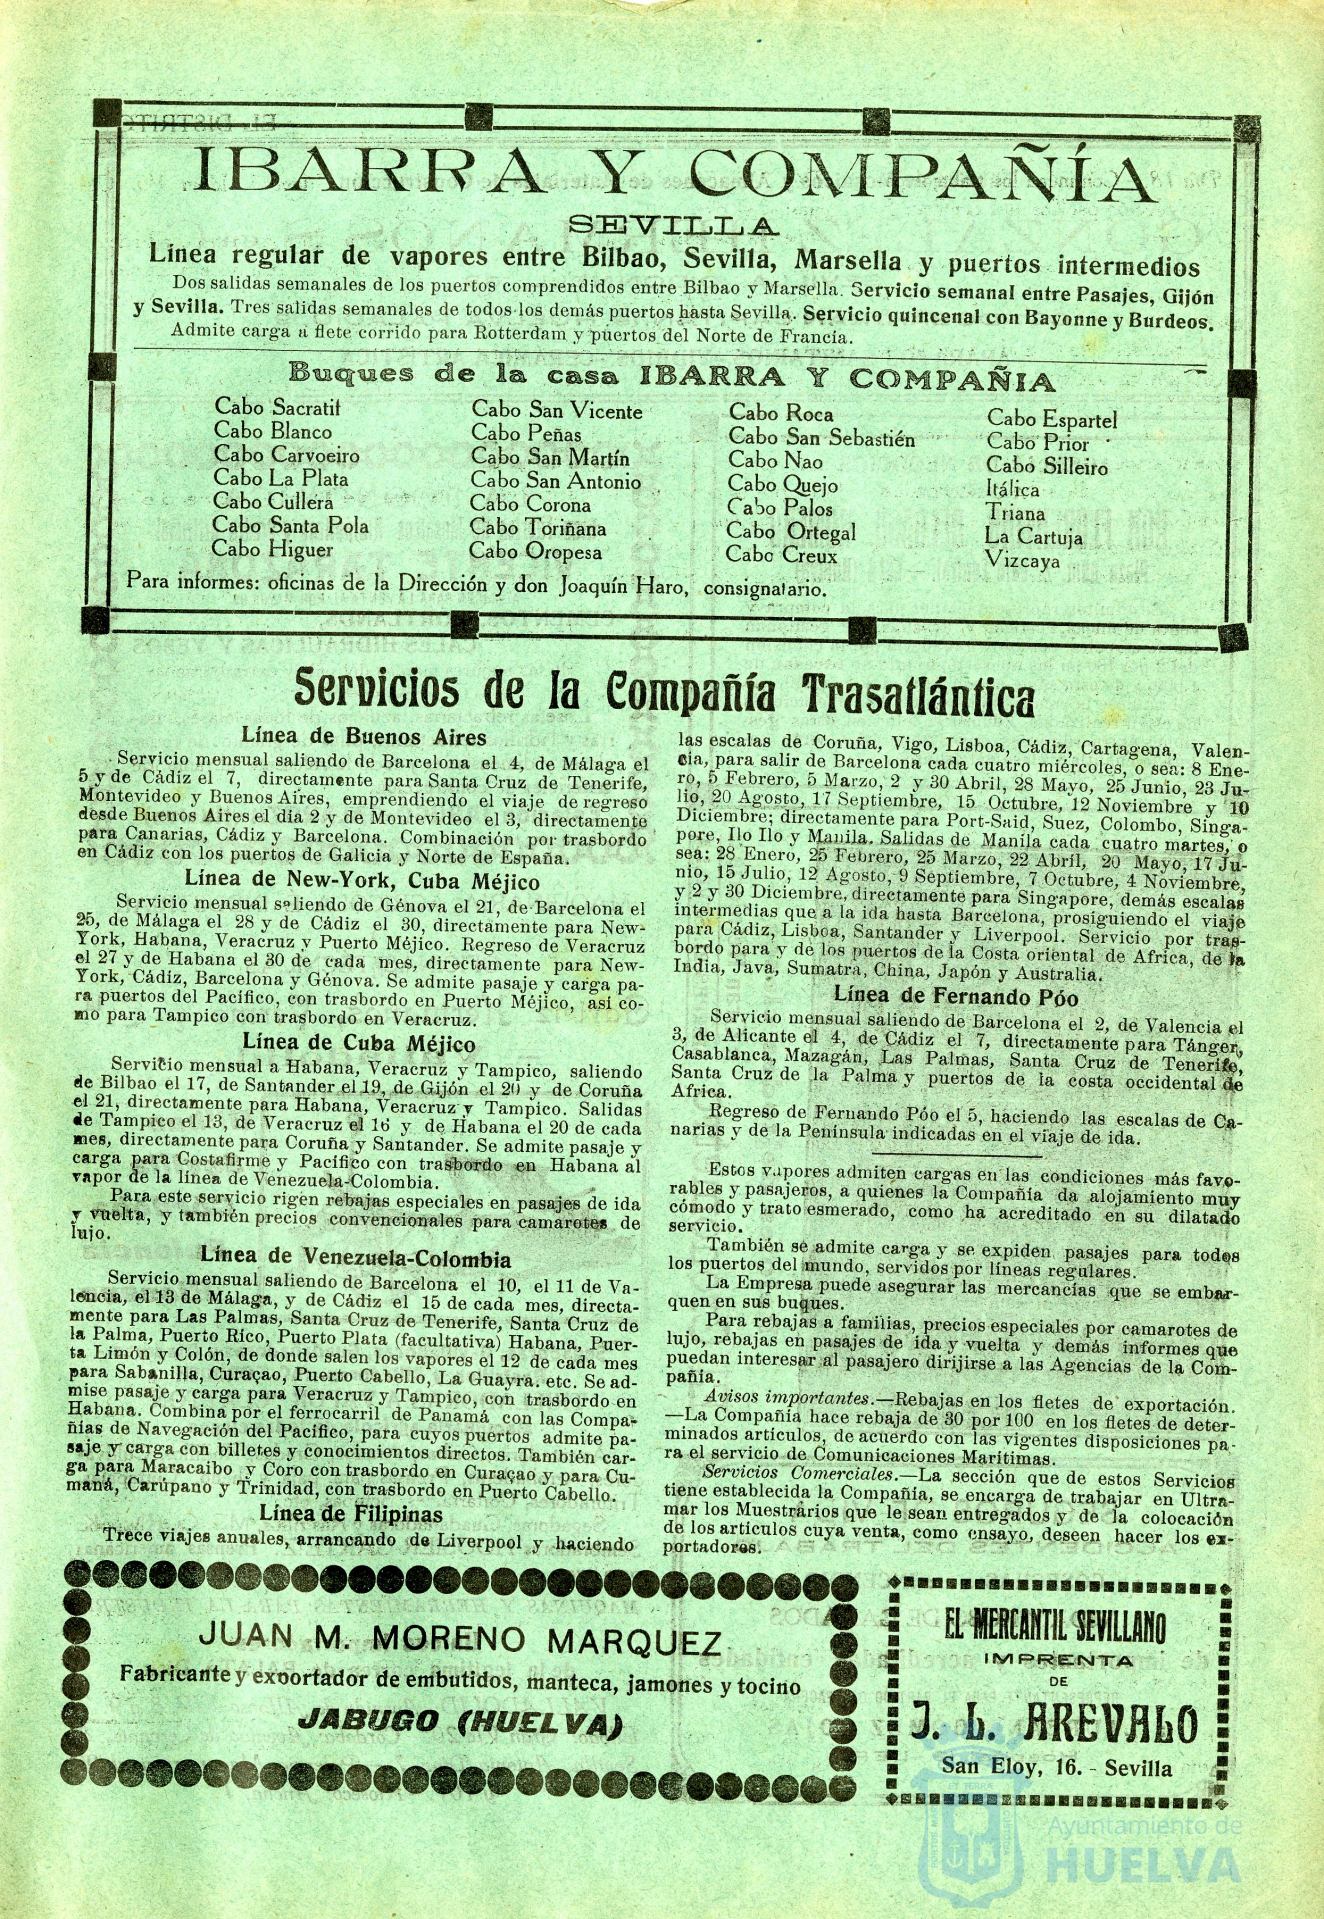 IBARRA Y COMPAÑÍA
SEVILLA
Línea regular de vapores entre Bilbao, Sevilla, Marsella y puertos intermedios
Dos salidas semanales de los puertos comprendidos entre Bilbao y Marsella. Servicio semanal entre Pasajes, Gijón
y Sevilla. Tres salidas semanales de todos los demás puertos hasta Sevilla. Servicio quincenal con Bayonne y Burdeos.
Admite carga a flete corrido para Rotterdam y puertos del Norte de Francia.
Buques de la casa IBARRA Y COMPAÑIA
Cabo Sacratif
Cabo Blanco
Cabo Carvoeiro
Cabo La Plata
Cabo Cullera
Cabo Santa Pola
Cabo Higuer
Cabo San Vicente
Cabo Peñas
Cabo San Martín
Cabo San Antonio
Cabo Corona
Cabo Toriñana
Cabo Oropesa
Cabo Roca
Cabo San Sebastién
Cabo Nao
Cabo Quejo
Cabo Palos
Cabo Ortegal
Cabo Creux
Cabo Espartel
Cabo Prior
Cabo Silleiro
Itálica
Triana
La Cartuja
Vizcaya
Para informes: oficinas de la Dirección y don Joaquín Haro, consignatario.
Servicios de la Compañía Trasatlántica
Línea de Buenos Aires
Servicio mensual saliendo de Barcelona el 4, de Málaga el
5 y de Cádiz el 7, directamente para Santa Cruz de Tenerife,
Montevideo y Buenos Aires, emprendiendo el viaje de regreso
desde Buenos Aires el dia 2 y de Montevideo el 3, directamente
para Canarias, Cádiz y Barcelona. Combinación por trasbordo
en Cádiz con los puertos de Galicia y Norte de España.
Línea de New-York, Cuba Méjico
Servicio mensual saliendo de Génova el 21, de Barcelona el
25, de Málaga el 28 y de Cádiz el 30, directamente para New-
York, Habana, Veracruz y Puerto Méjico. Regreso de Veracruz
el 27 y de Habana el 30 de cada mes, directamente para New-
York, Cádiz, Barcelona y Génova. Se admite pasaje y carga pa-
ra puertos del Pacífico, con trasbordo en Puerto Méjico, así co-
mo para Tampico con trasbordo en Veracruz.
Línea de Cuba Méjico
Servicio mensual a Habana, Veracruz y Tampico, saliendo
de Bilbao el 17, de Santander el 19, de Gijón el 20 y de Coruña
el 21, directamente para Habana, Veracruz y Tampico. Salidas
de Tampico el 13, de Veracruz el 16 y de Habana el 20 de cada
mes, directamente para Coruña y Santander. Se admite pasaje y
carga para Costafirme y Pacífico con trasbordo en Habana al
vapor de la línea de Venezuela-Colombia.
Para este servicio rigen rebajas especiales en pasajes de ida
y vuelta, y también precios convencionales para camarotes de
lujo.
Línea de Venezuela-Colombia
Servicio mensual saliendo de Barcelona el 10, el 11 de Va-
lencia, el 13 de Málaga, y de Cádiz el 15 de cada mes, directa-
mente para Las Palmas, Santa Cruz de Tenerife, Santa Cruz de
la Palma, Puerto Rico, Puerto Plata (facultativa) Habana, Puer-
ta Limón y Colón, de donde salen los vapores el 12 de cada mes
para Sabanilla, Curaçao, Puerto Cabello, La Guayra. etc. Se ad-
mise pasaje y carga para Veracruz y Tampico, con trasbordo en
Habana. Combina por el ferrocarril de Panamá con las Compa-
ñias de Navegación del Pacífico, para cuyos puertos admite pa-
saje y carga con billetes y conocimientos directos. También car-
ga para Maracaibo y Coro con trasbordo en Curaçao y para Cu-
maná, Carúpano y Trinidad, con trasbordo en Puerto Cabello.
Línea de Filipinas
Trece viajes anuales, arrancando de Liverpool y haciendo
las escalas de Coruña, Vigo, Lisboa, Cádiz, Cartagena, Valen-
cia, para salir de Barcelona cada cuatro miércoles, o sea: 8 Ene-
ro, 5 Febrero, 5 Marzo, 2 y 30 Abril, 28 Mayo, 25 Junio, 23 Ju-
lio, 20 Agosto, 17 Septiembre, 15 Octubre, 12 Noviembre y 10
Diciembre; directamente para Port-Said, Suez, Colombo, Singa-
pore, Ilo Ilo y Manila. Salidas de Manila cada cuatro martes, o
sea: 28 Enero, 25 Febrero, 25 Marzo, 22 Abril, 20 Mayo, 17 Ju-
nio, 15 Julio, 12 Agosto, 9 Septiembre, 7 Octubre, 4 Noviembre,
y 2 y 30 Diciembre, directamente para Singapore, demás escalas
intermedias que a la ida hasta Barcelona, prosiguiendo el viaje
para Cádiz, Lisboa, Santander y Liverpool. Servicio por tras-
bordo para y de los puertos de la Costa oriental de Africa, de la
India, Java, Sumatra, China, Japón y Australia.
Línea de Fernando Póo
Servicio mensual saliendo de Barcelona el 2, de Valencia el
3, de Alicante el 4, de Cádiz el 7, directamente para Tánger,
Casablanca, Mazagán, Las Palmas, Santa Cruz de Tenerife,
Santa Cruz de la Palma y puertos de la costa occidental de
Africa.
Regreso de Fernando Póo el 5, haciendo las escalas de Ca-
narias y de la Península indicadas en el viaje de ida.
Estos vapores admiten cargas en las condiciones más favo-
rables y pasajeros, a quienes la Compañía da alojamiento muy
cómodo y trato esmerado, como ha acreditado en su dilatado
servicio.
También se admite carga y se expiden pasajes para todos
los puertos del mundo, servidos por líneas regulares.
La Empresa puede asegurar las mercancías que se embar-
quen en sus buques.
Para rebajas a familias, precios especiales por camarotes de
lujo, rebajas en pasajes de ida y vuelta y demás informes que
puedan interesar al pasajero dirijirse a las Agencias de la Com-
pañia.
Avisos importantes.—Rebajas en los fletes de exportación.
—La Compañía hace rebaja de 30 por 100 en los fletes de deter-
minados artículos, de acuerdo con las vigentes disposiciones pa-
ra el servicio de Comunicaciones Marítimas.
Servicios Comerciales.—La sección que de estos Servicios
tiene establecida la Compañía, se encarga de trabajar en Ultra-
mar los Muestrários que le sean entregados y de la colocación
de los articulos cuya venta, como ensayo, deseen hacer los ex-
portadores.
JUAN M. MORENO MARQUEZ
Fabricante y exportador de embutidos, manteca, jamones y tocino
JABUGO (HUELVA)
EL MERCANTIL SEVILLANO
IMPRENTA
DE
J. L. AREVALO
San Eloy, 16. - Sevilla
Ayuntamiento de
HUELVA